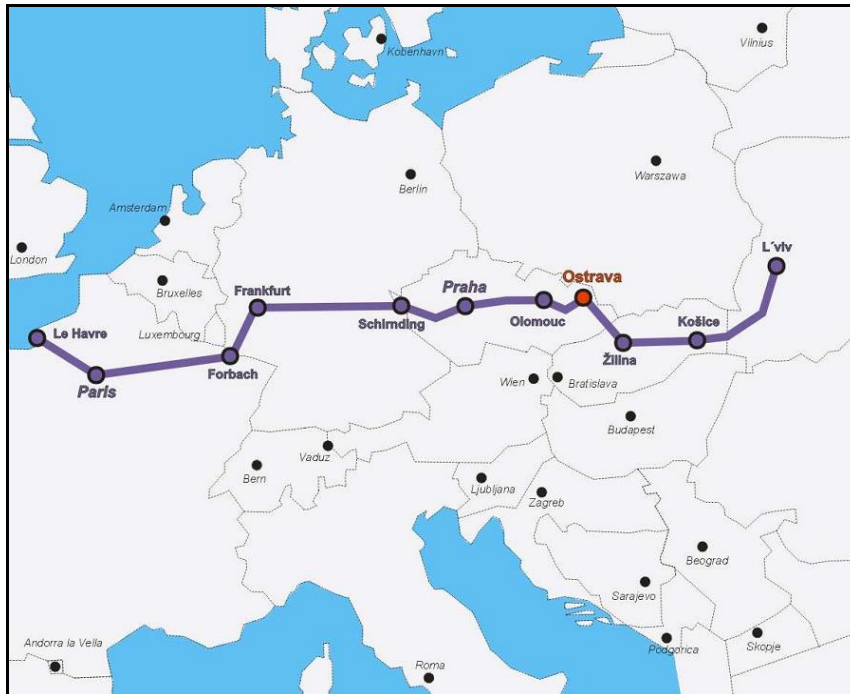 Kobenhavn
Vilnius
Berlin
Warszawa
Amsterdam
London
L´viv
Ostrava
Bruxelles
Frankfurt
Praha
Schirnding
Olomouc
Luxembourg
Le Havre
Košice
Forbach
Žilina
Paris
Wien
Bratislava
Budapest
Vaduz
Bern
Ljubljana
Zagreb
Beograd
Sarajevo
Andorra la Vella
Podgorica
Skopje
Roma